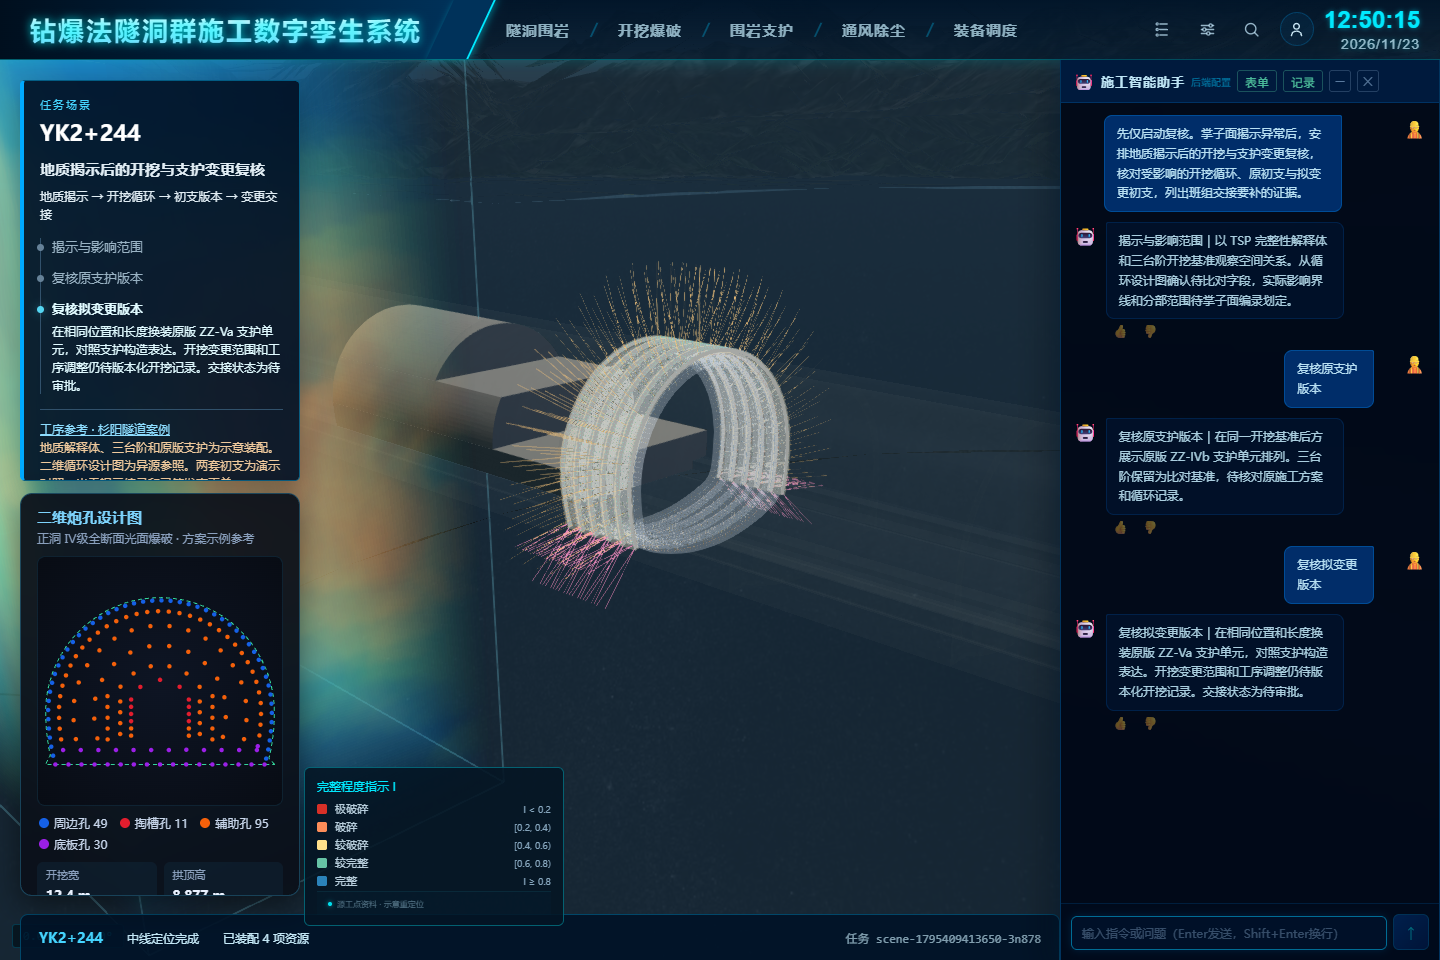 钻爆法隧洞群施工数字孪生系统
隧洞围岩 / 开挖爆破 / 围岩支护 / 通风除尘 / 装备调度
12:50:15
2026/11/23
任务场景
YK2+244
地质揭示后的开挖与支护变更复核
地质揭示 → 开挖循环 → 初支版本 → 变更交
接
揭示与影响范围
复核原支护版本
复核拟变更版本
在相同位置和长度换装原版 ZZ-Va 支护单
元，对照支护构造表达。开挖变更范围和工
序调整仍待版本化开挖记录。交接状态为待
审批。
工序参考 · 杉阳隧道案例
地质解释体、三台阶和原版支护为示意装配。
二维循环设计图为异源参照。两套初支为演示
二维炮孔设计图
正洞 IV级全断面光面爆破 · 方案示例参考
周边孔 49
掏槽孔 11
辅助孔 95
底板孔 30
开挖宽
拱顶高
12.4 m
8.877 m
完整程度指示 I
极破碎 I < 0.2
破碎 [0.2, 0.4)
较破碎 [0.4, 0.6)
较完整 [0.6, 0.8)
完整 I ≥ 0.8
源工点资料 · 示意重定位
YK2+244
中线定位完成
已装配 4 项资源
任务 scene-1795409413650-3n878
施工智能助手
后端配置
表单
记录
先仅启动复核。掌子面揭示异常后，安
排地质揭示后的开挖与支护变更复核，
核对受影响的开挖循环、原初支与拟变
更初支，列出班组交接要补的证据。
揭示与影响范围 | 以 TSP 完整性解释体
和三台阶开挖基准观察空间关系。从循
环设计图确认待比对字段，实际影响界
线和分部范围待掌子面编录划定。
复核原支护
版本
复核原支护版本 | 在同一开挖基准后方
展示原版 ZZ-IVb 支护单元排列。三台
阶保留为比对基准，待核对原施工方案
和循环记录。
复核拟变更
版本
复核拟变更版本 | 在相同位置和长度换
装原版 ZZ-Va 支护单元，对照支护构造
表达。开挖变更范围和工序调整仍待版
本化开挖记录。交接状态为待审批。
输入指令或问题（Enter发送，Shift+Enter换行）